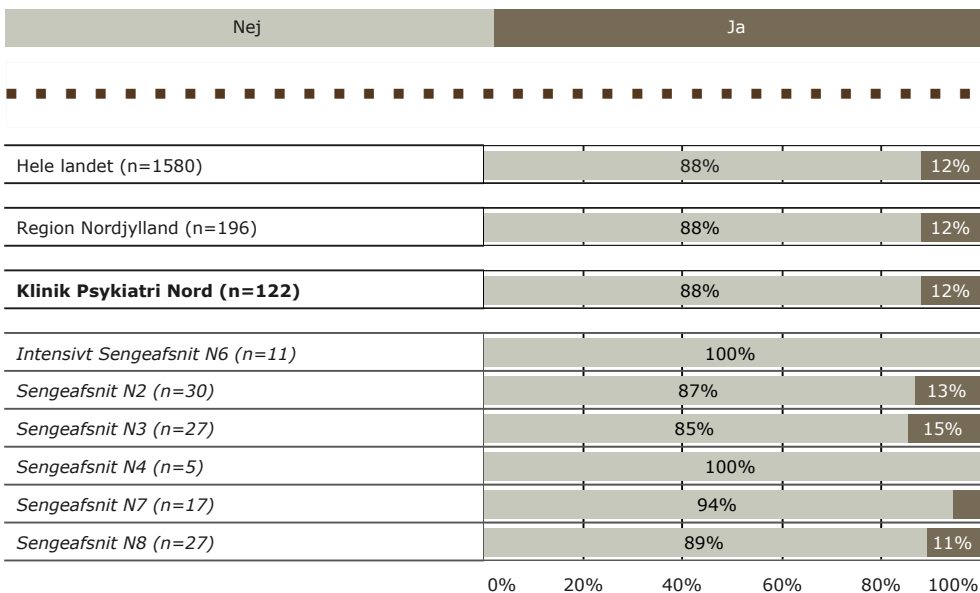 Nej Ja
Hele landet (n=1580) 88% 12%
Region Nordjylland (n=196) 88% 12%
Klinik Psykiatri Nord (n=122) 88% 12%
Intensivt Sengeafsnit N6 (n=11) 100%
Sengeafsnit N2 (n=30) 87% 13%
Sengeafsnit N3 (n=27) 85% 15%
Sengeafsnit N4 (n=5) 100%
Sengeafsnit N7 (n=17) 94%
Sengeafsnit N8 (n=27) 89% 11%
0% 20% 40% 60% 80% 100%